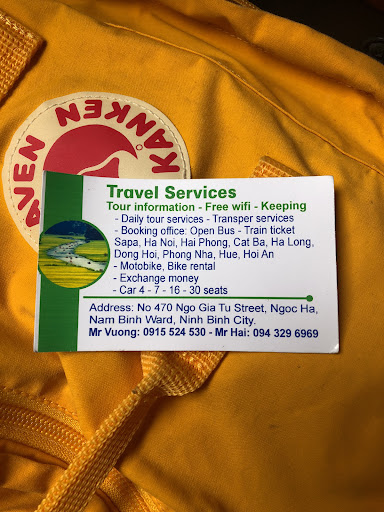 KANKEN
AVEN
Travel Services
Tour information - Free wifi - Keeping
- Daily tour services - Transper services
- Booking office: Open Bus - Train ticket
Sapa, Ha Noi, Hai Phong, Cat Ba, Ha Long,
Dong Hoi, Phong Nha, Hue, Hoi An
- Motobike, Bike rental
- Exchange money
- Car 4 - 7 - 16 - 30 seats
Address: No 470 Ngo Gia Tu Street, Ngoc Ha,
Nam Binh Ward, Ninh Binh City.
Mr Vuong: 0915 524 530 - Mr Hai: 094 329 6969